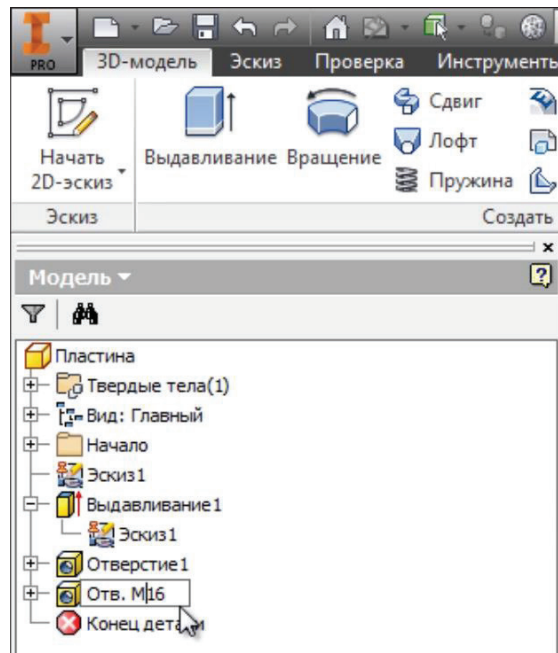 PRO
3D-модель Эскиз Проверка Инструменты
Начать
2D-эскиз
Выдавливание Вращение
Сдвиг
Лофт
Пружина
Эскиз Создать
Модель
Пластина
Твердые тела(1)
Вид: Главный
Начало
Эскиз1
Выдавливание1
Эскиз1
Отверстие1
Отв. М16
Конец детали